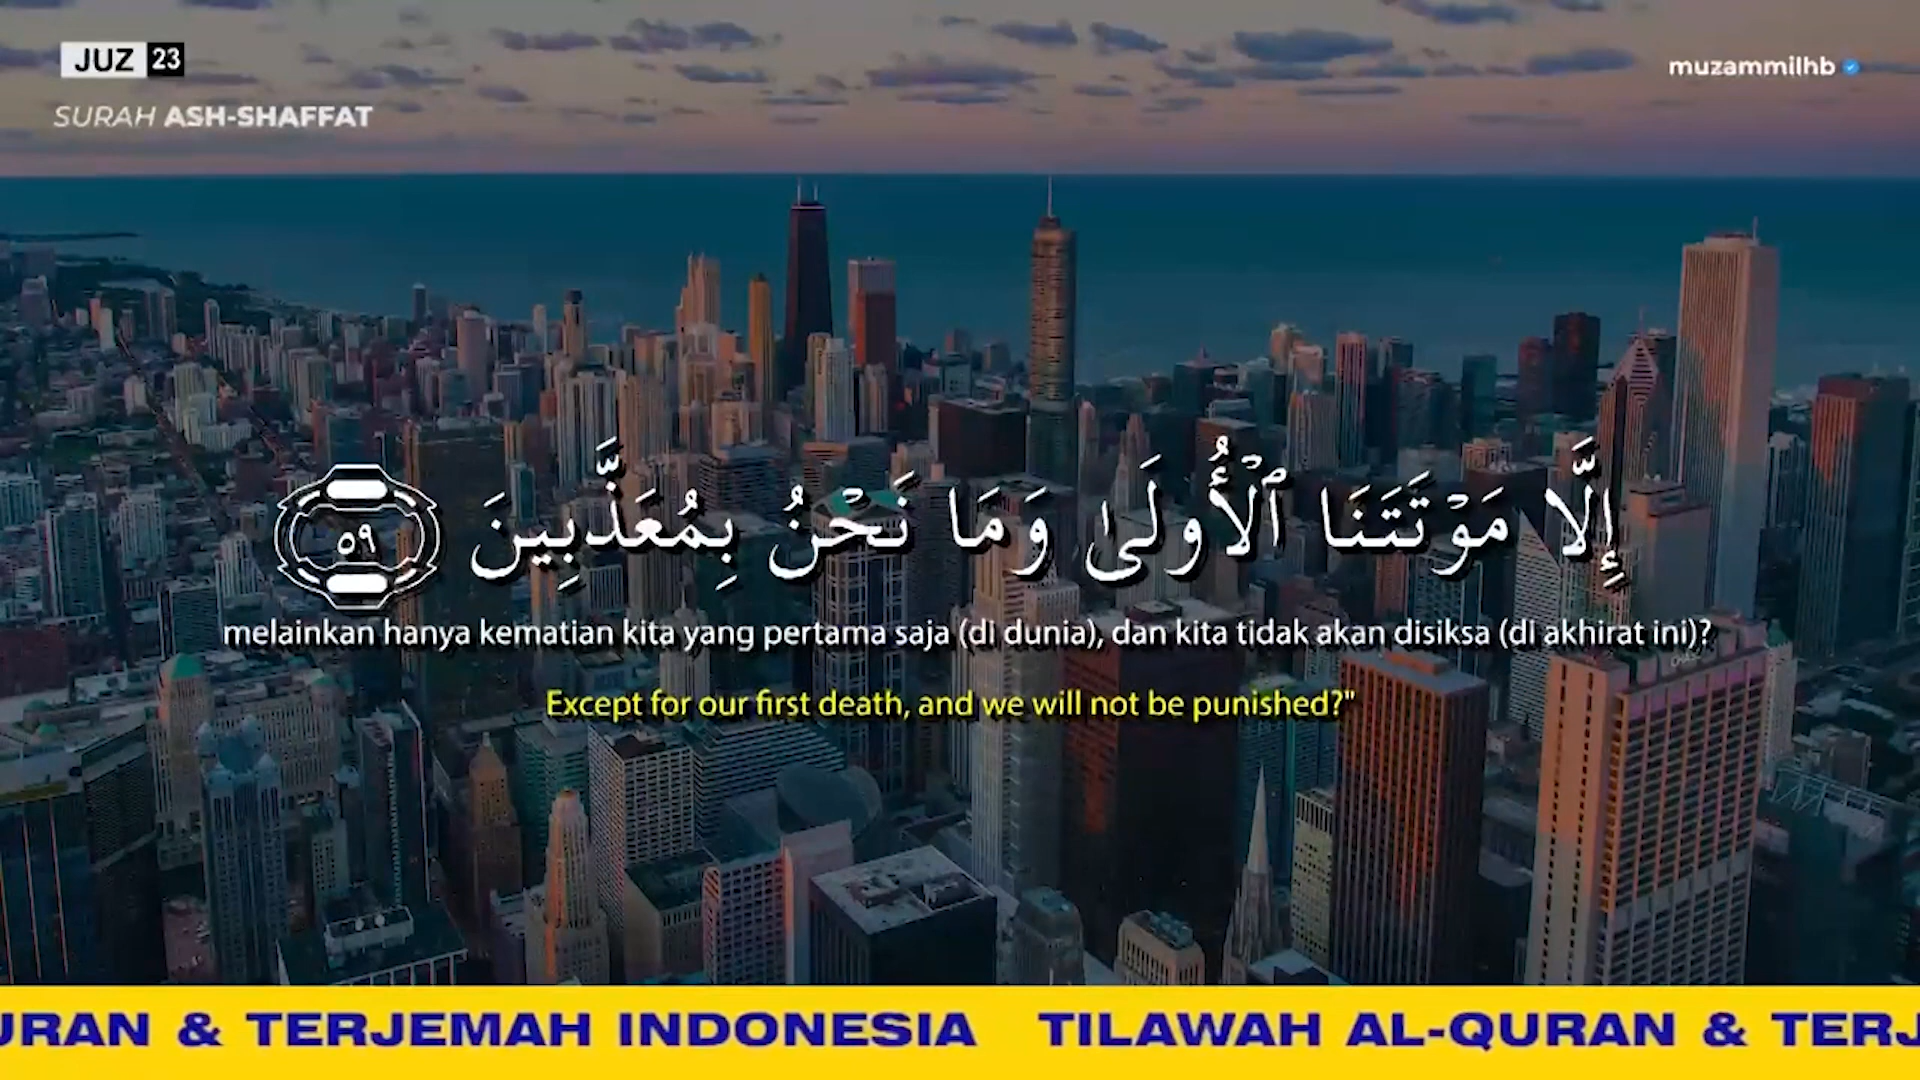 JUZ 23
muzammilhb
SURAH ASH-SHAFFAT
إِلَّا مَوْتَتَنَا ٱلْأُولَىٰ وَمَا نَحْنُ بِمُعَذَّبِينَ ٥٩
melainkan hanya kematian kita yang pertama saja (di dunia), dan kita tidak akan disiksa (di akhirat ini)?
Except for our first death, and we will not be punished?"
URAN & TERJEMAH INDONESIA TILAWAH AL-QURAN & TERJ